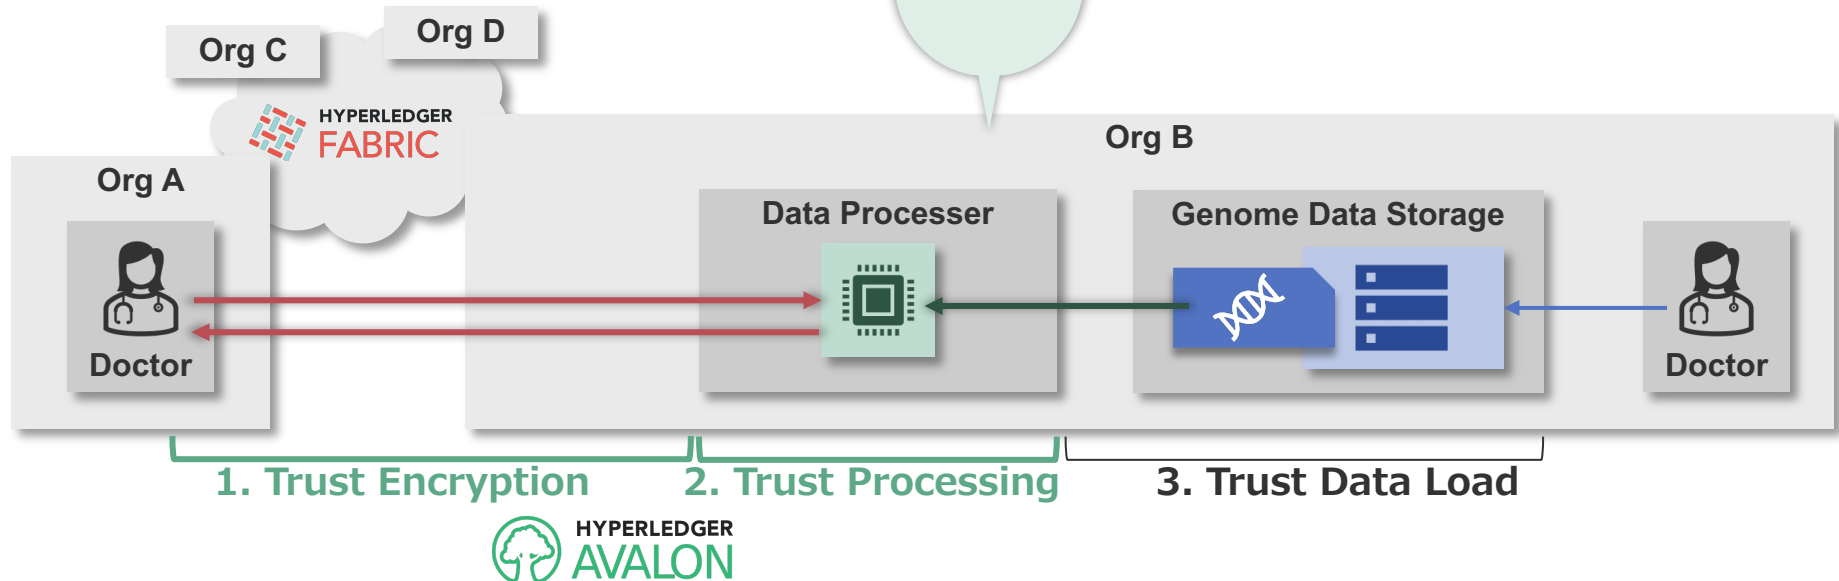 Org C
Org D
HYPERLEDGER
FABRIC
Org B
Org A
Data Processer
Genome Data Storage
Doctor
Doctor
1. Trust Encryption
2. Trust Processing
3. Trust Data Load
HYPERLEDGER
AVALON